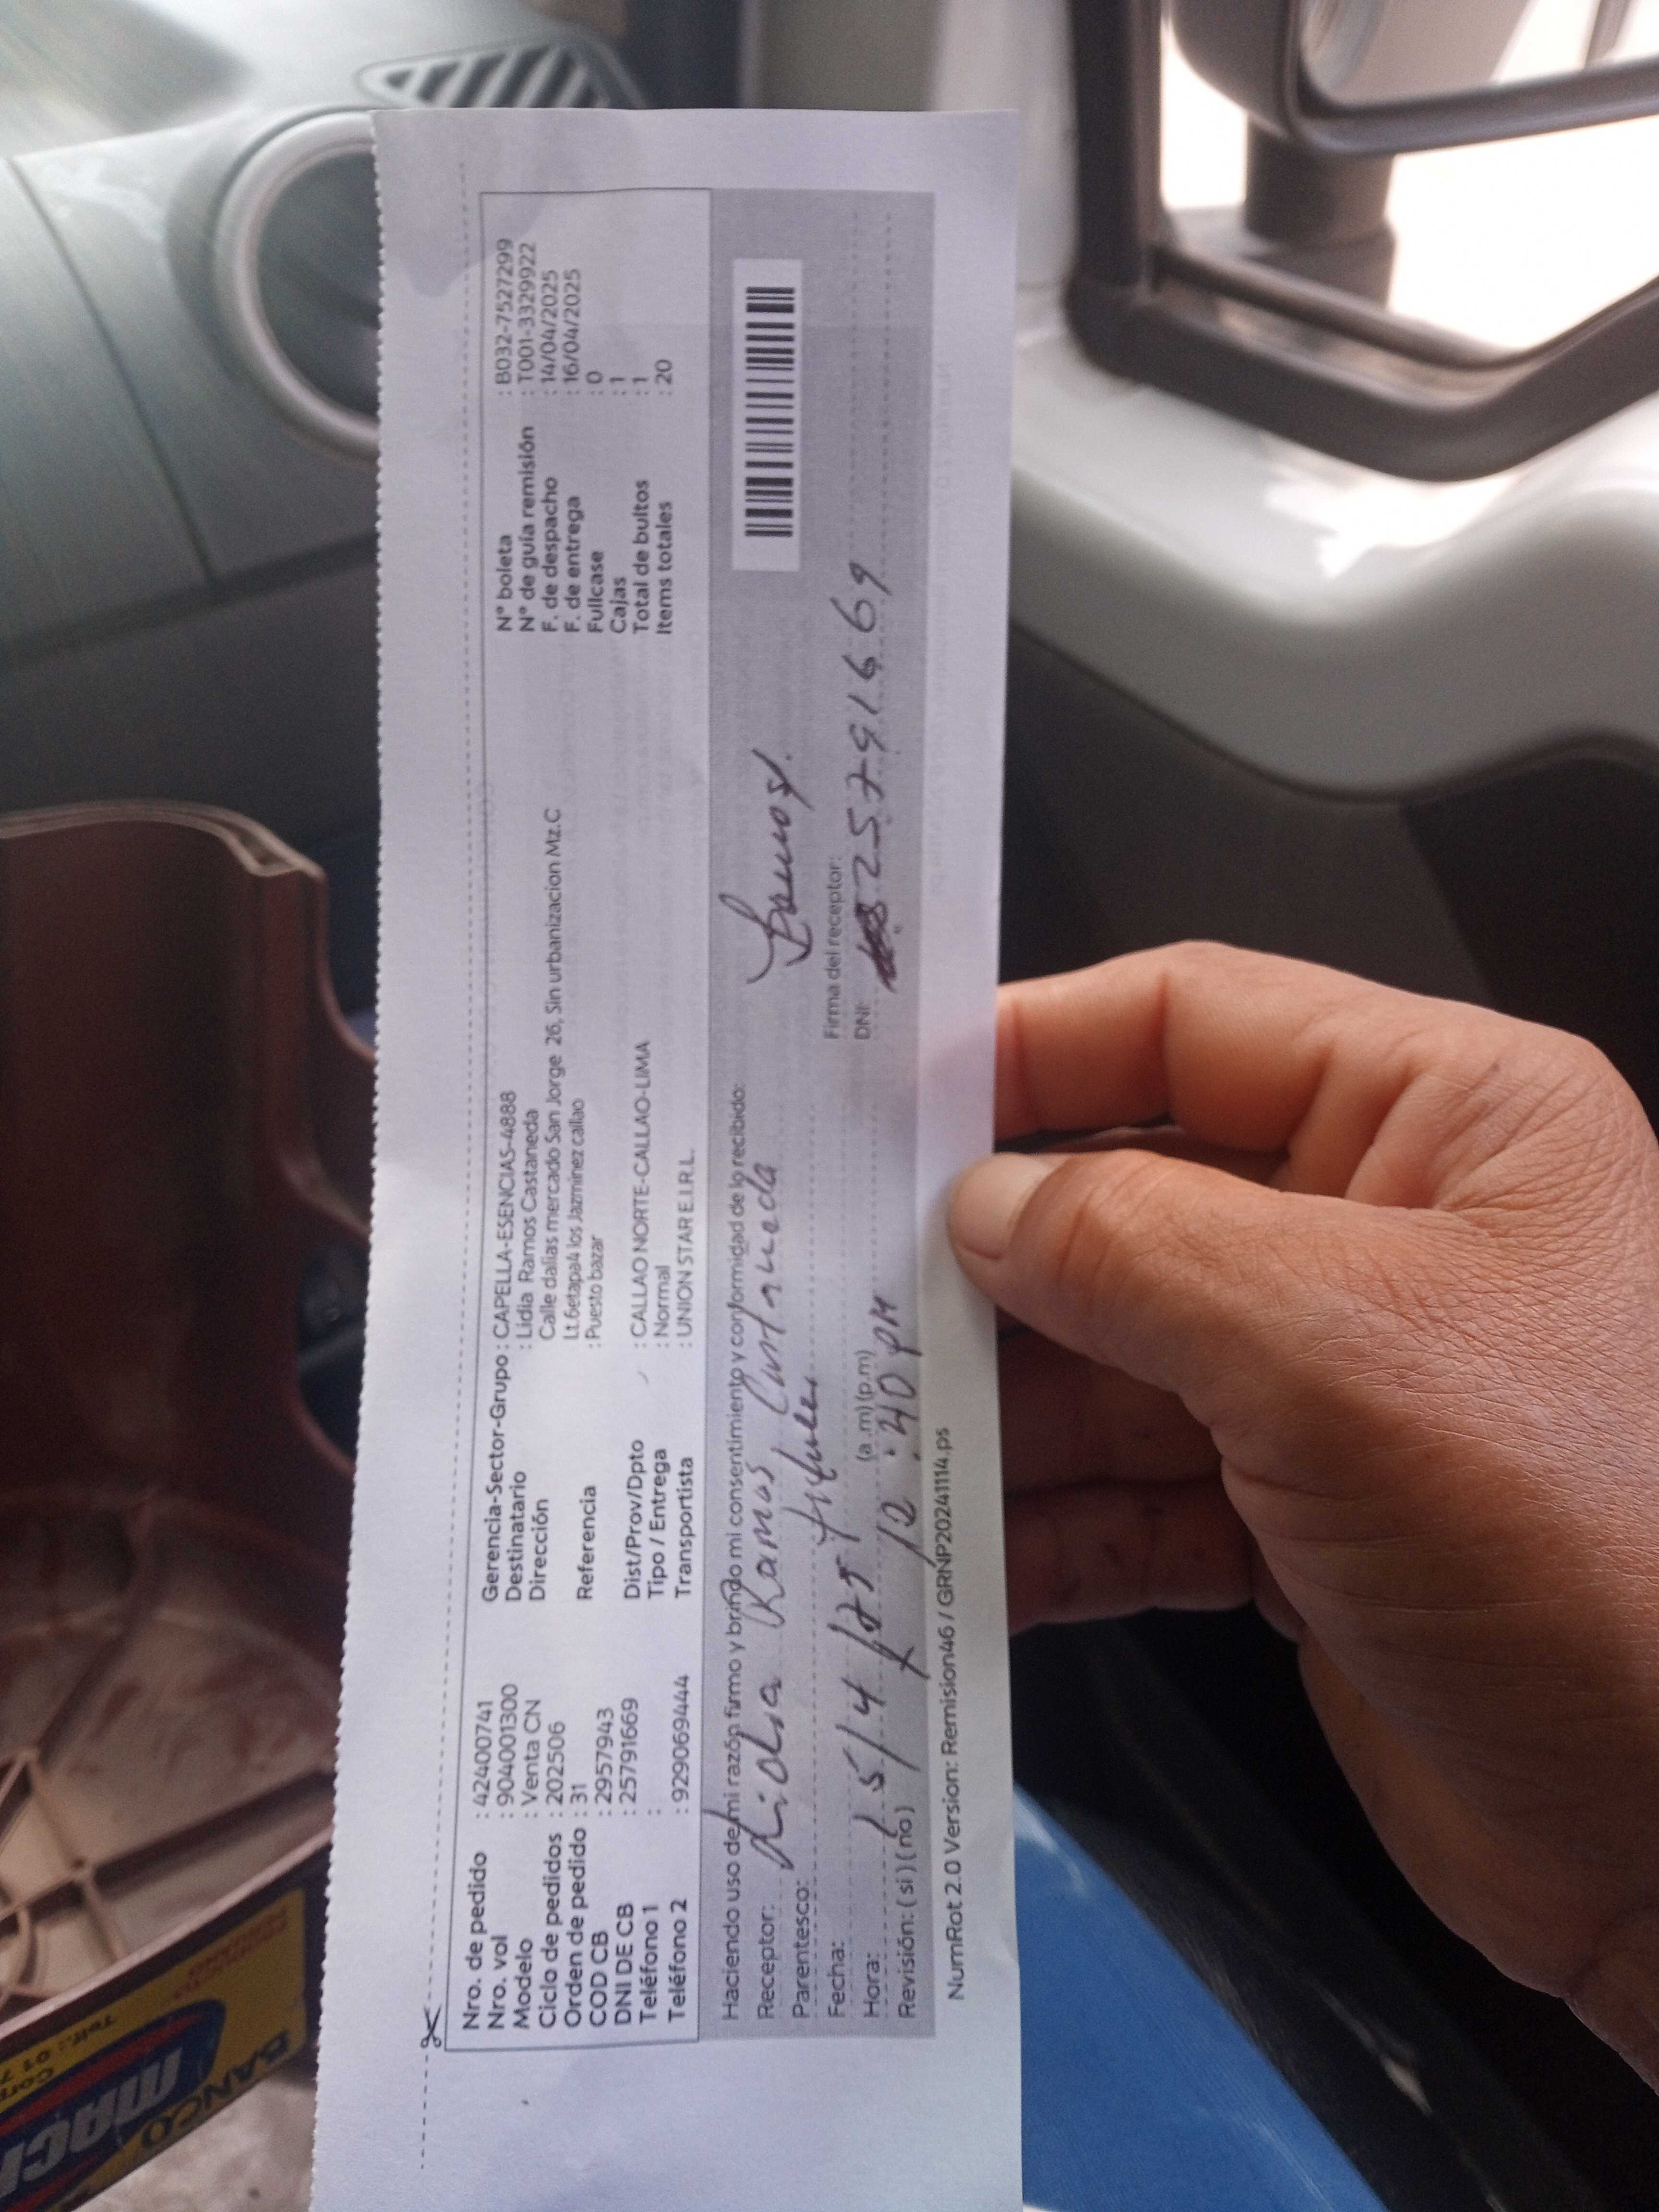 Nro. de pedido : 42400741
Nro. vol : 904001300
Modelo : Venta CN
Ciclo de pedidos : 202506
Orden de pedido : 31
COD CB : 2957943
DNI DE CB : 25791669
Teléfono 1 :
Teléfono 2 : 929069444
Gerencia-Sector-Grupo : CAPELLA-ESENCIAS-4888
Destinatario : Lidia Ramos Castaneda
Dirección Calle dalias mercado San Jorge 26, Sin urbanizacion Mz.C
Lt.6etapa4 los Jazminez callao
Referencia : Puesto bazar
Dist/Prov/Dpto : CALLAO NORTE-CALLAO-LIMA
Tipo / Entrega : Normal
Transportista : UNION STAR E.I.R.L.
N° boleta : B032-7527299
N° de guía remisión : T001-3329922
F. de despacho : 14/04/2025
F. de entrega : 16/04/2025
Fullcase : 0
Cajas : 1
Total de bultos : 1
Items totales : 20
Haciendo uso de mi razón firmo y brindo mi consentimiento y conformidad de lo recibido:
Receptor: Lidia Ramos Castaneda
Parentesco:
Fecha: 15/4/25
Hora: (a .m) (p.m) 12:40 PM
Revisión: ( si ) ( no )
Firma del receptor:
DNI: 25791669
NumRot 2.0 Version: Remision46 / GRNP20241114.ps
BANCO